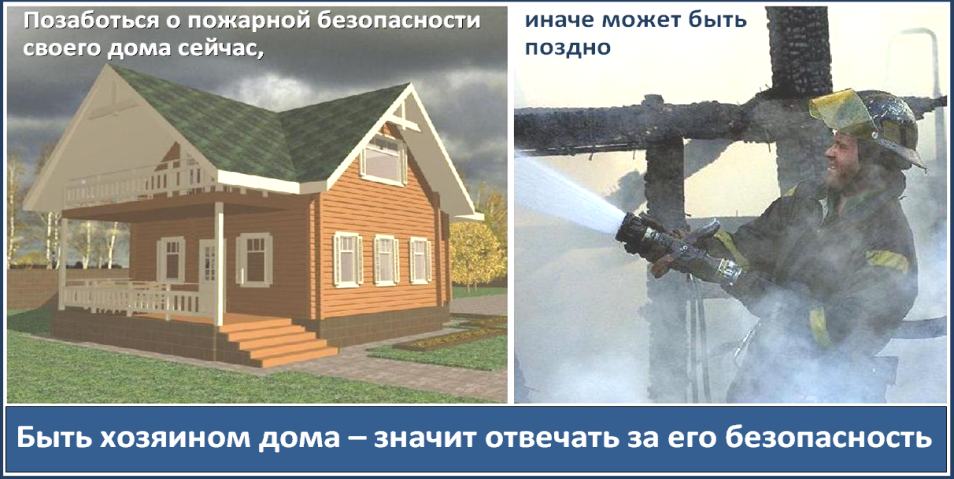 Позаботься о пожарной безопасности
своего дома сейчас,
иначе может быть
поздно
Быть хозяином дома – значит отвечать за его безопасность